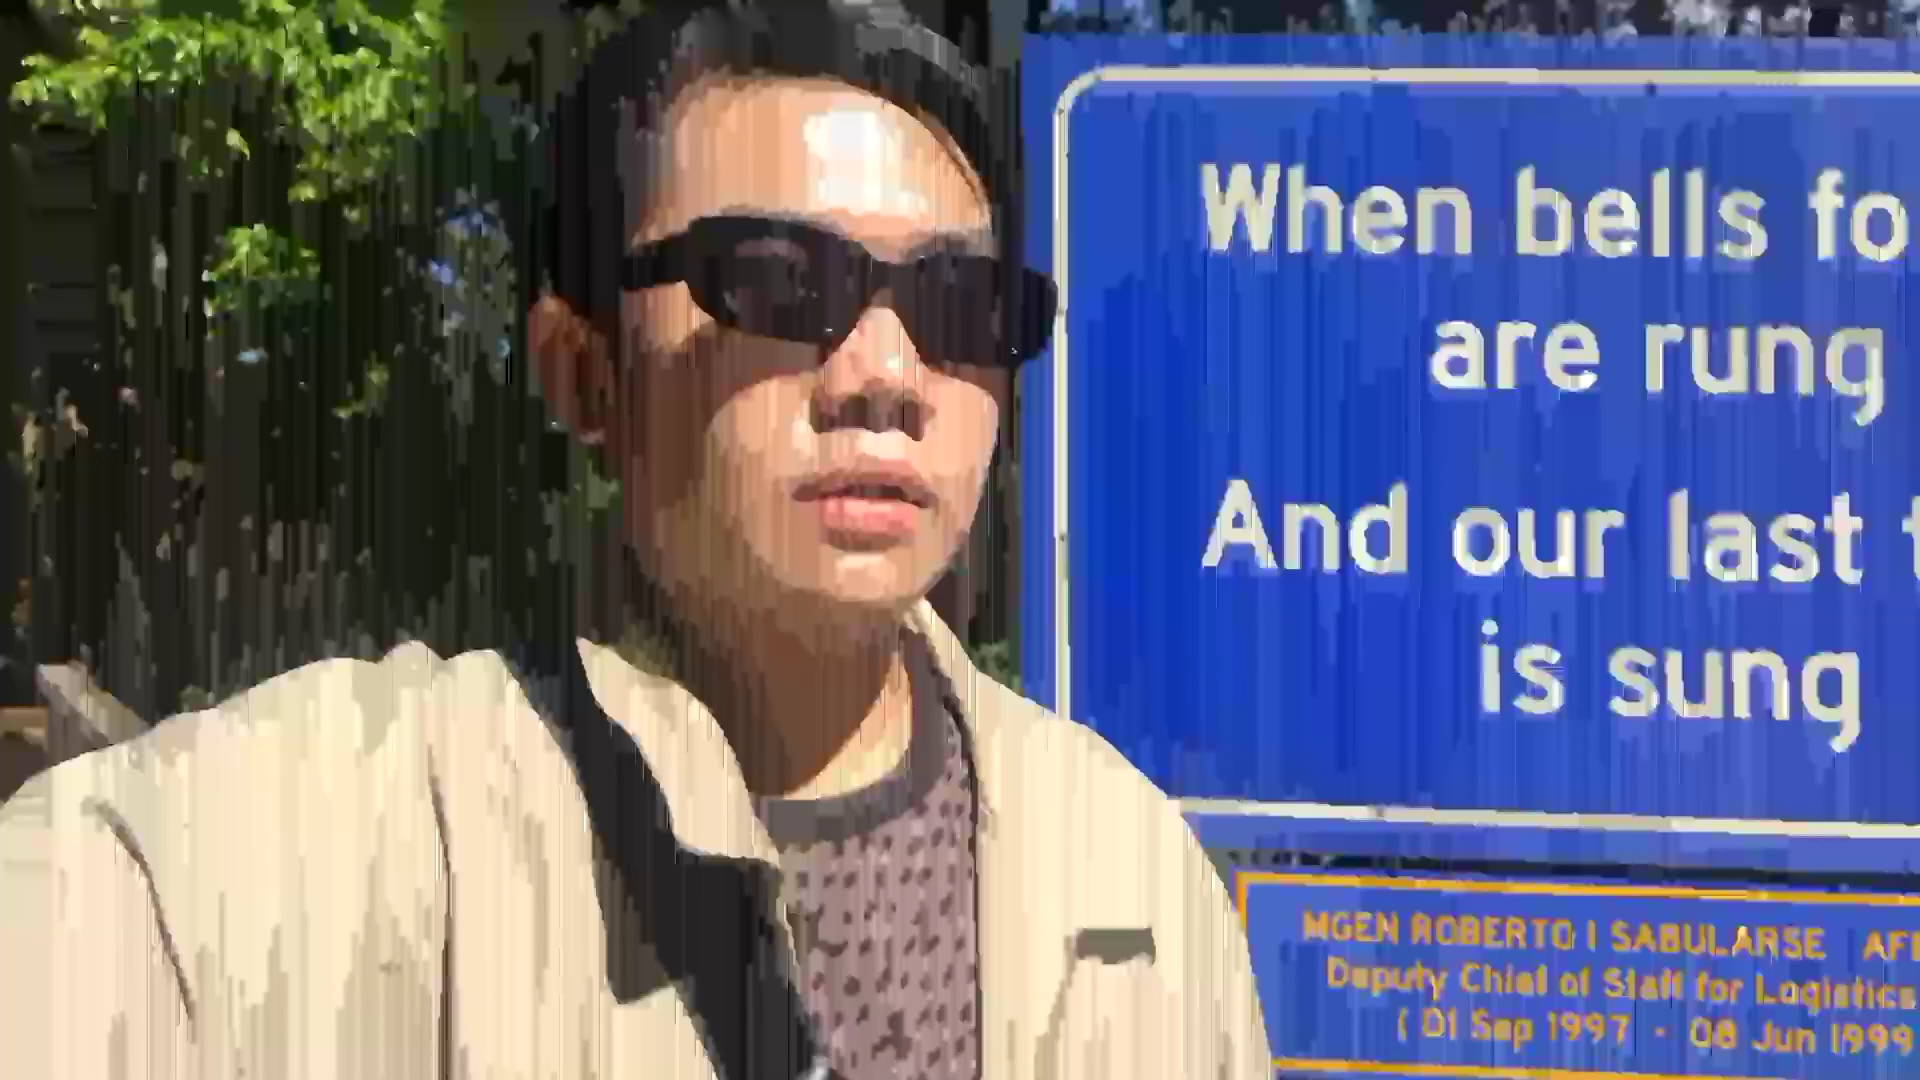 When bells fo
are rung
And our last t
is sung
MGEN ROBERTO I SABULARSE AFP
Deputy Chief of Staff for Logistics
( 01 Sep 1997 - 08 Jun 1999